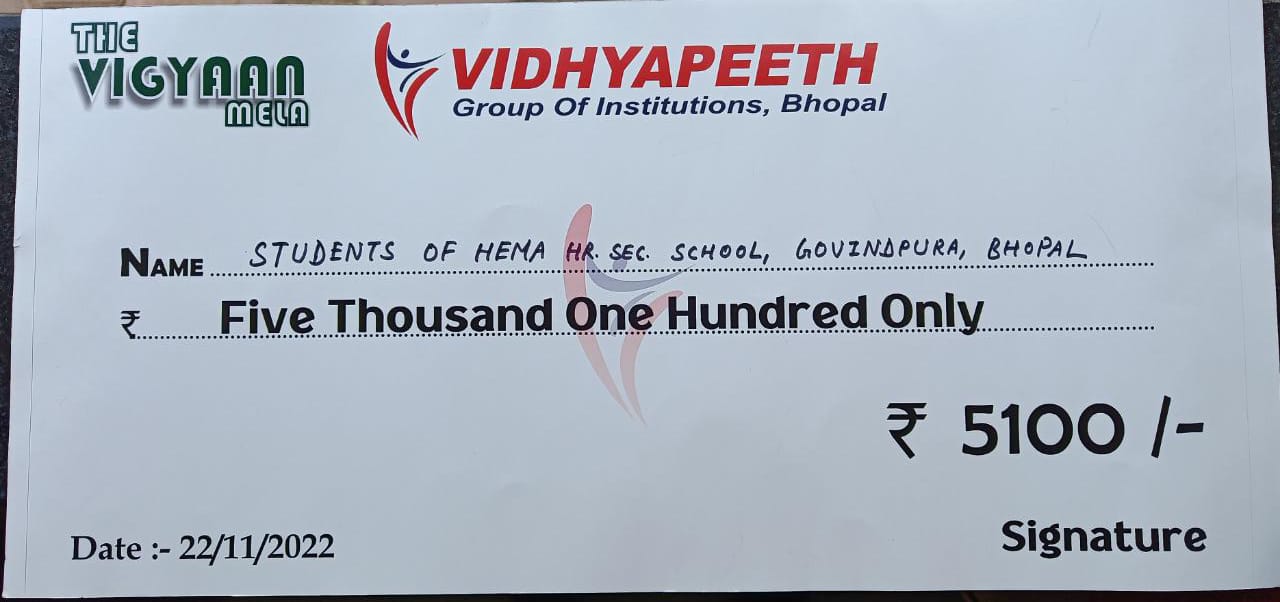 THE
VIGYAAN
MELA
VIDHYAPEETH
Group Of Institutions, Bhopal
NAME ... STUDENTS OF HEMA HR. SEC. SCHOOL, GOVINDPURA, BHOPAL
₹ ... Five Thousand One Hundred Only
₹ 5100 /-
Date :- 22/11/2022
Signature